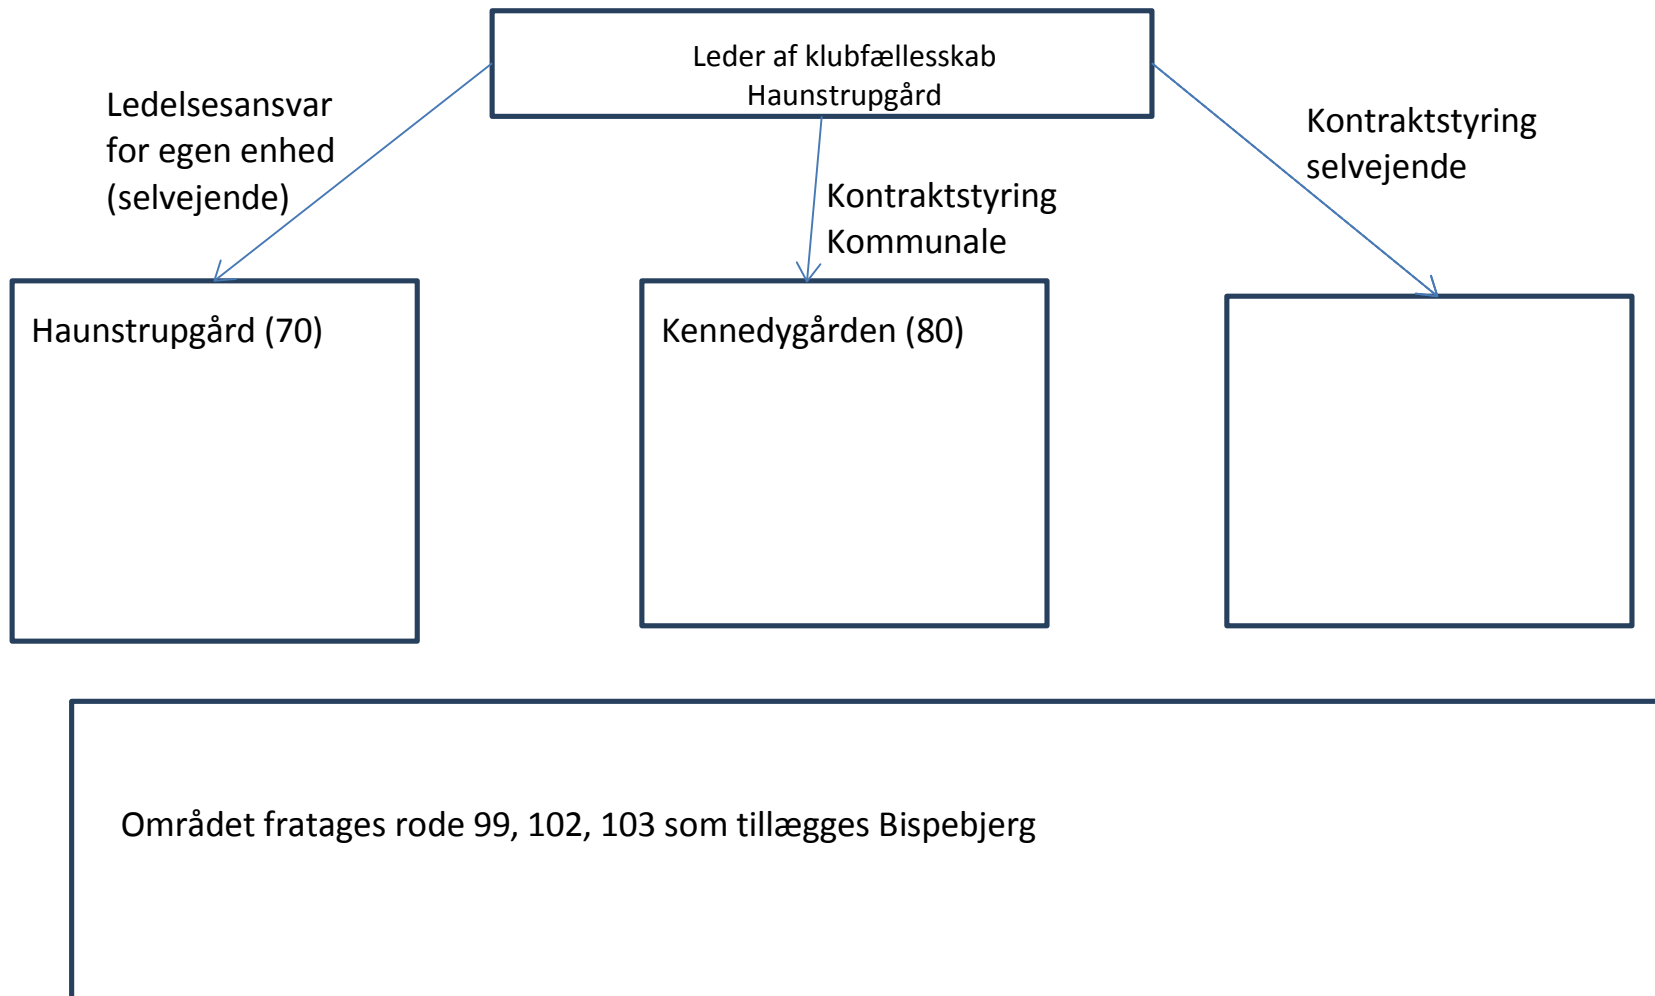 Leder af klubfællesskab
Haunstrupgård
Ledelsesansvar
for egen enhed
(selvejende)
Kontraktstyring
Kommunale
Kontraktstyring
selvejende
Haunstrupgård (70)
Kennedygården (80)
Området fratages rode 99, 102, 103 som tillægges Bispebjerg